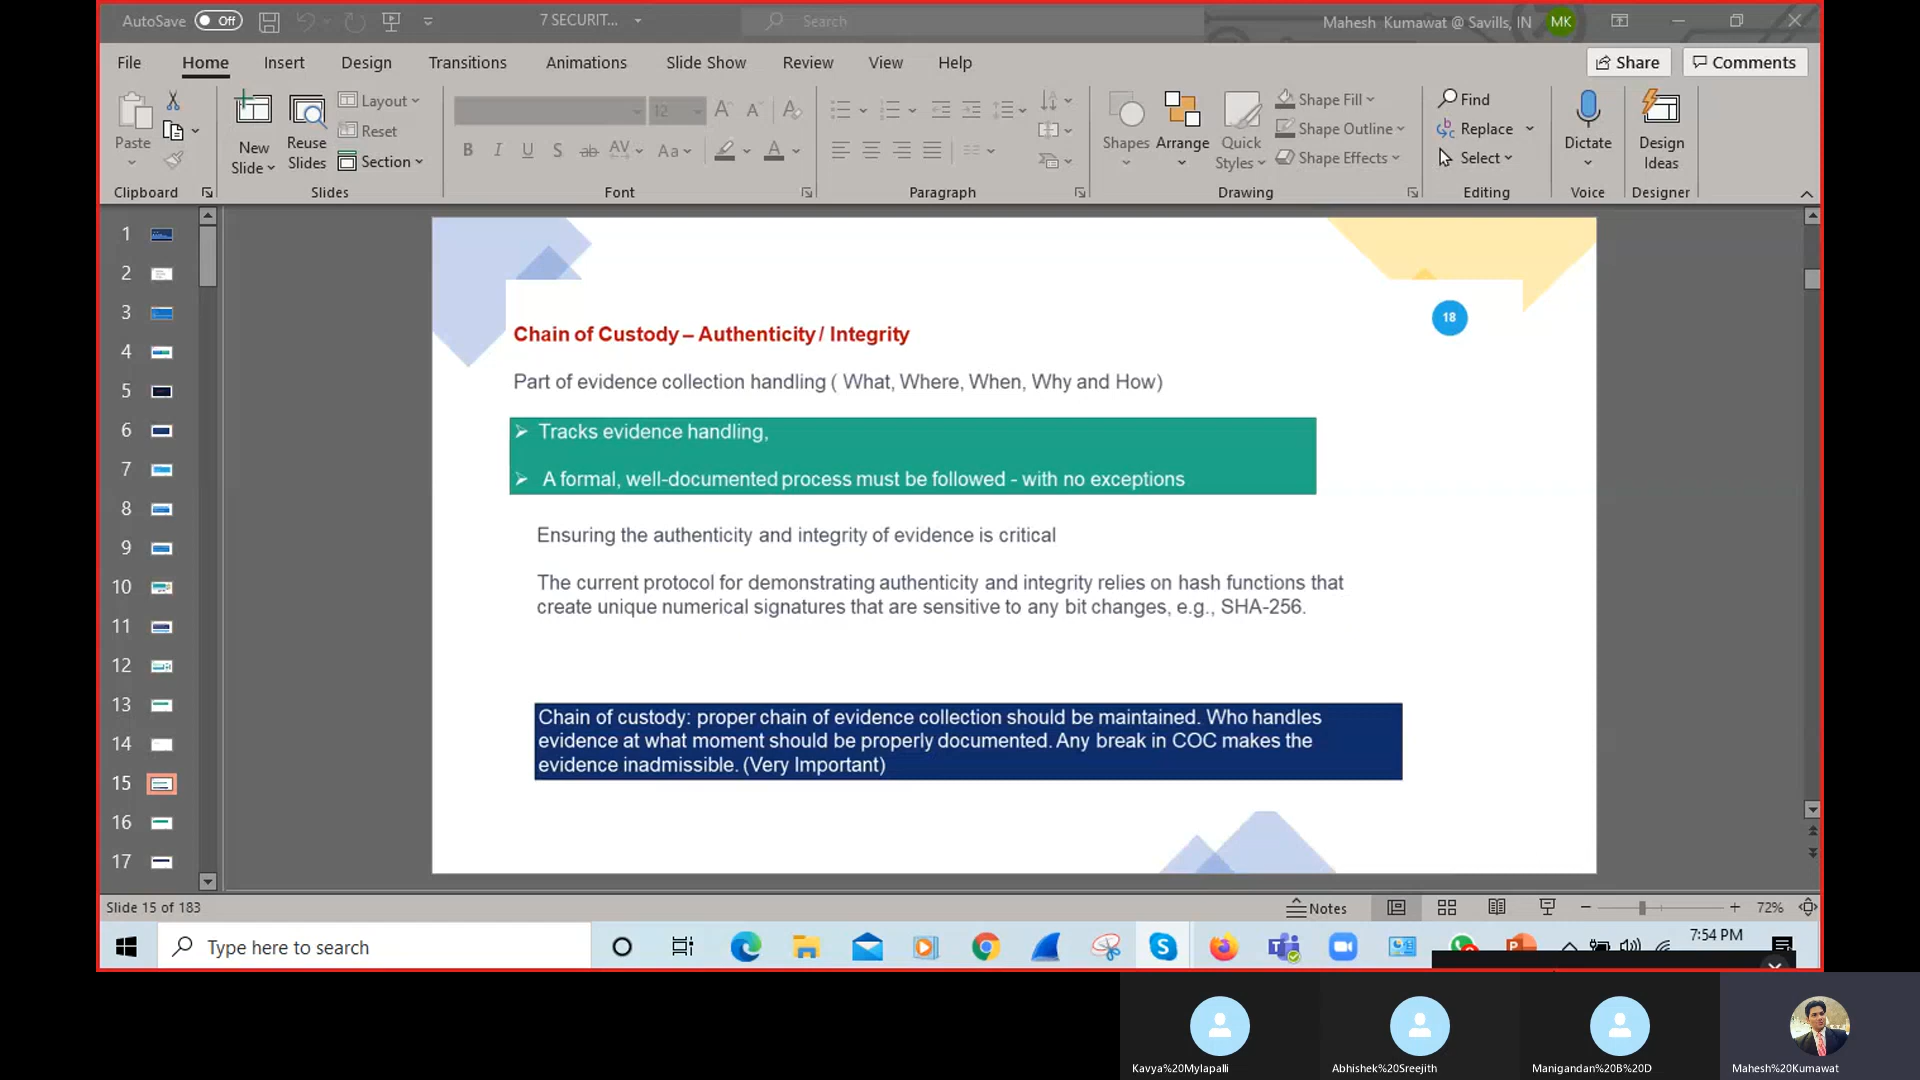 AutoSave Off 7 SECURIT... Search Mahesh Kumawat @ Savills, IN MK
File Home Insert Design Transitions Animations Slide Show Review View Help Share Comments
Paste
New Slide
Reuse Slides
Layout
Reset
Section
12
B I U S ab AV Aa A
Shapes
Arrange
Quick Styles
Shape Fill
Shape Outline
Shape Effects
Find
Replace
Select
Dictate
Design Ideas
Clipboard Slides Font Paragraph Drawing Editing Voice Designer
1
2
3
4
5
6
7
8
9
10
11
12
13
14
15
16
17
18
Chain of Custody – Authenticity / Integrity
Part of evidence collection handling ( What, Where, When, Why and How)
➢ Tracks evidence handling,
➢ A formal, well-documented process must be followed - with no exceptions
Ensuring the authenticity and integrity of evidence is critical
The current protocol for demonstrating authenticity and integrity relies on hash functions that
create unique numerical signatures that are sensitive to any bit changes, e.g., SHA-256.
Chain of custody: proper chain of evidence collection should be maintained. Who handles
evidence at what moment should be properly documented. Any break in COC makes the
evidence inadmissible. (Very Important)
Slide 15 of 183 Notes 72%
Type here to search 7:54 PM
Kavya%20Mylapalli Abhishek%20Sreejith Manigandan%20B%20D Mahesh%20Kumawat